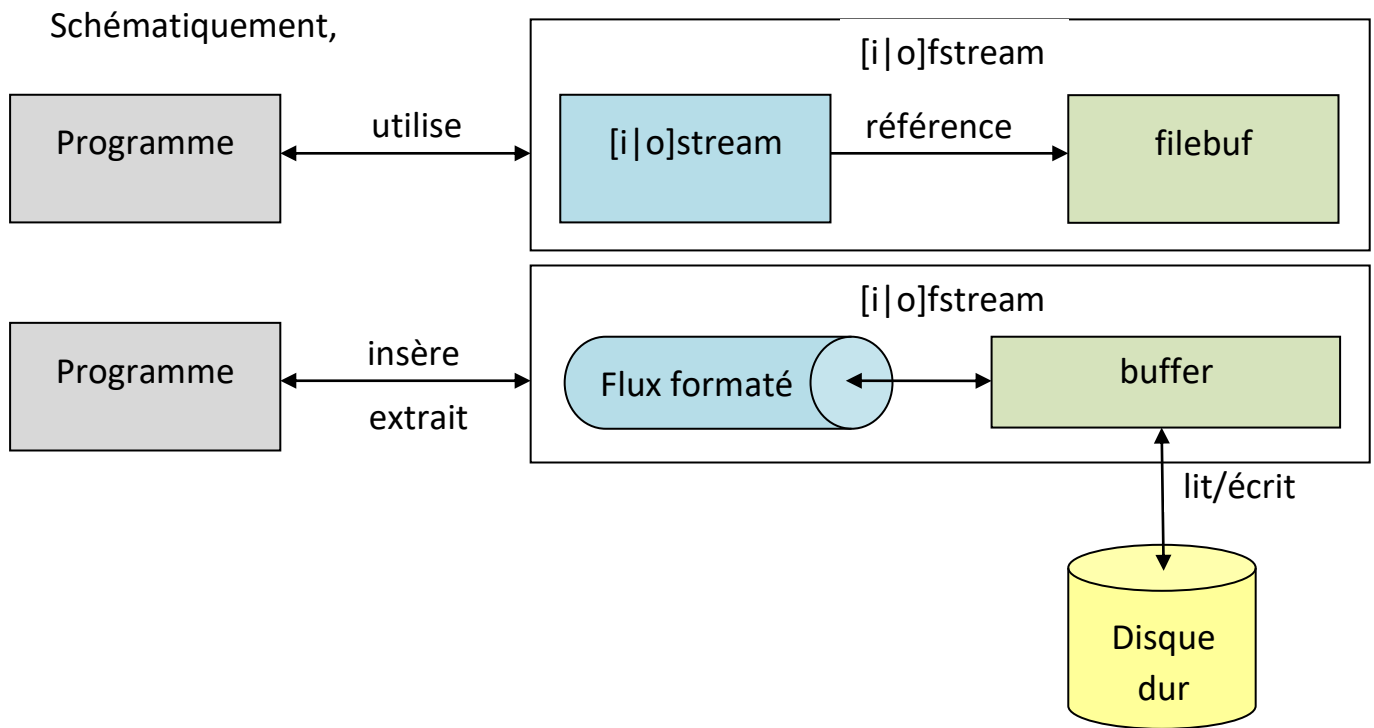 Schématiquement,
[i|o]fstream
Programme
utilise
[i|o]stream
référence
filebuf
[i|o]fstream
Programme
insère
extrait
Flux formaté
buffer
lit/écrit
Disque
dur